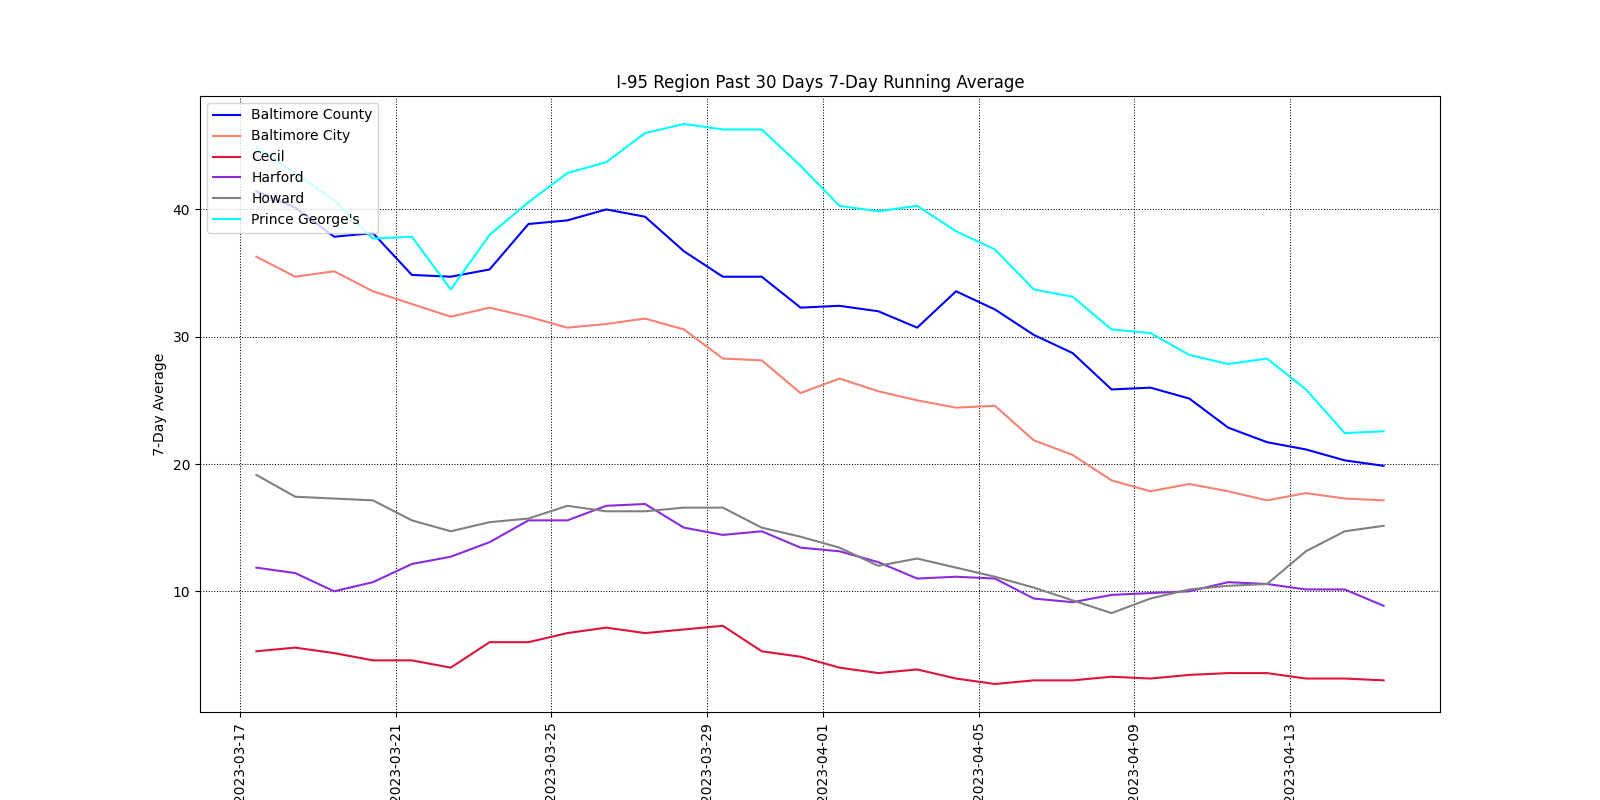 I-95 Region Past 30 Days 7-Day Running Average
Baltimore County
Baltimore City
Cecil
Harford
Howard
Prince George's
7-Day Average
40
30
20
10
2023-03-17
2023-03-21
2023-03-25
2023-03-29
2023-04-01
2023-04-05
2023-04-09
2023-04-13